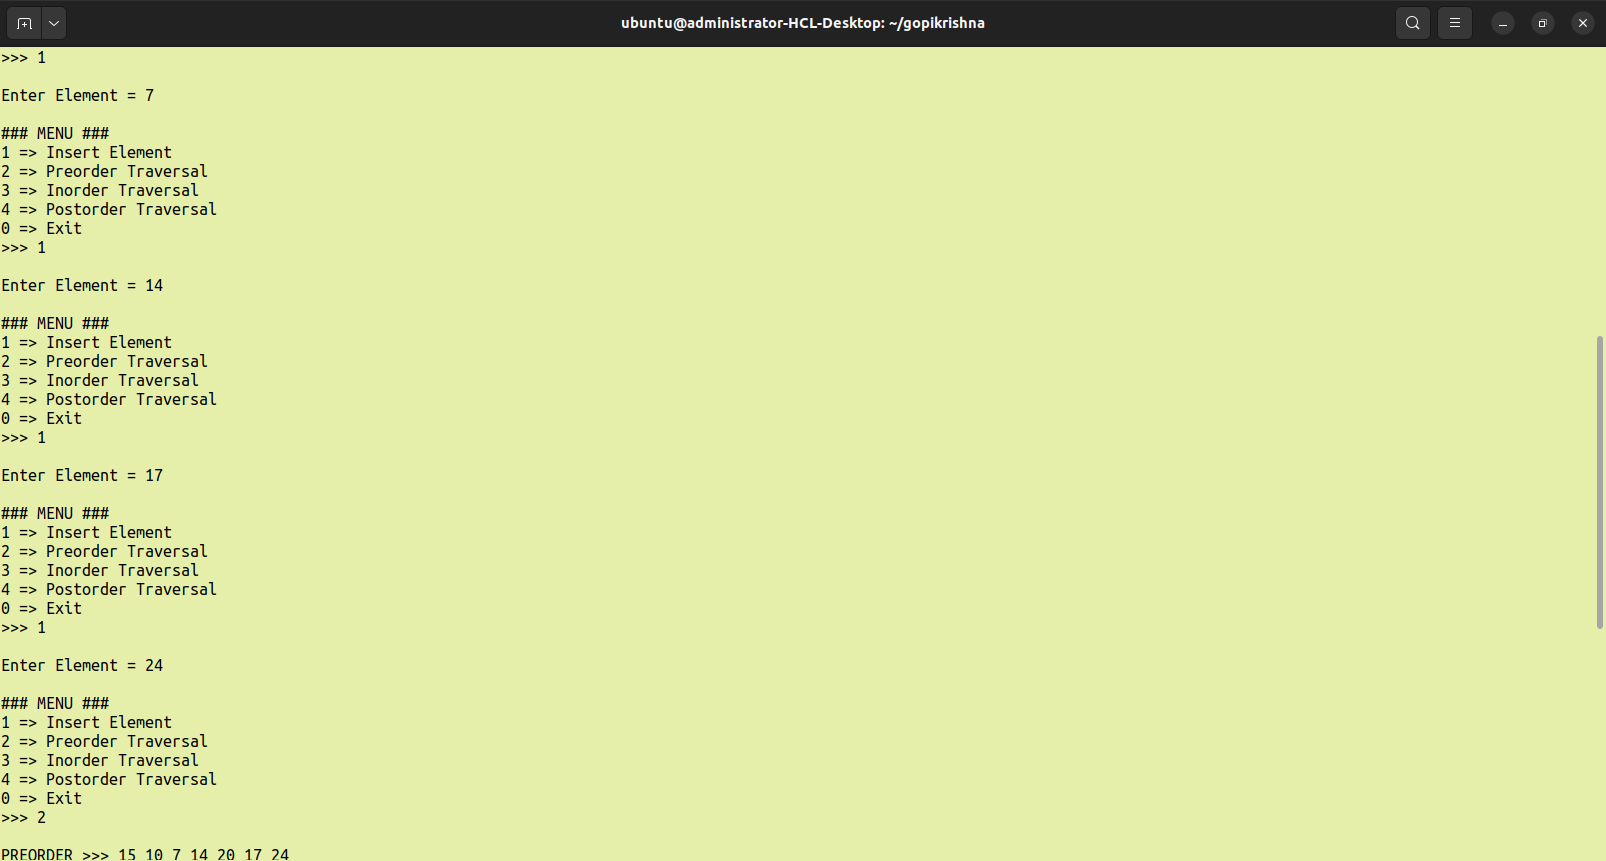 ubuntu@administrator-HCL-Desktop: ~/gopikrishna
>>> 1
Enter Element = 7
### MENU ###
1 => Insert Element
2 => Preorder Traversal
3 => Inorder Traversal
4 => Postorder Traversal
0 => Exit
>>> 1
Enter Element = 14
### MENU ###
1 => Insert Element
2 => Preorder Traversal
3 => Inorder Traversal
4 => Postorder Traversal
0 => Exit
>>> 1
Enter Element = 17
### MENU ###
1 => Insert Element
2 => Preorder Traversal
3 => Inorder Traversal
4 => Postorder Traversal
0 => Exit
>>> 1
Enter Element = 24
### MENU ###
1 => Insert Element
2 => Preorder Traversal
3 => Inorder Traversal
4 => Postorder Traversal
0 => Exit
>>> 2
PREORDER >>> 15 10 7 14 20 17 24